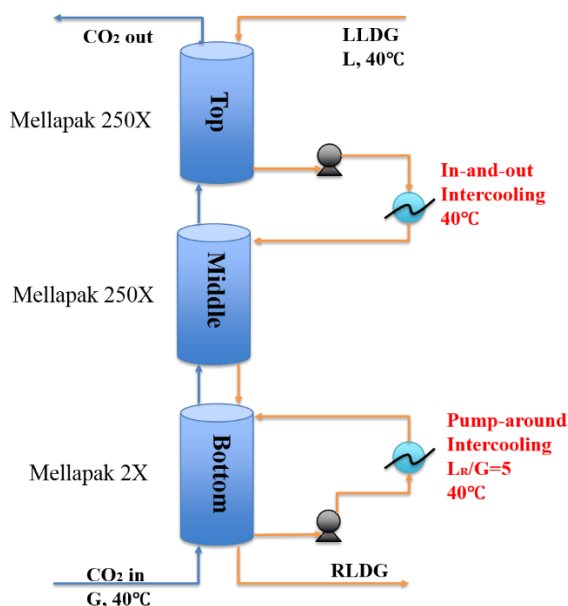 CO₂ out
LLDG
L, 40℃
Top
Mellapak 250X
In-and-out
Intercooling
40℃
Middle
Mellapak 250X
Bottom
Mellapak 2X
Pump-around
Intercooling
LR/G=5
40℃
CO₂ in
G, 40℃
RLDG